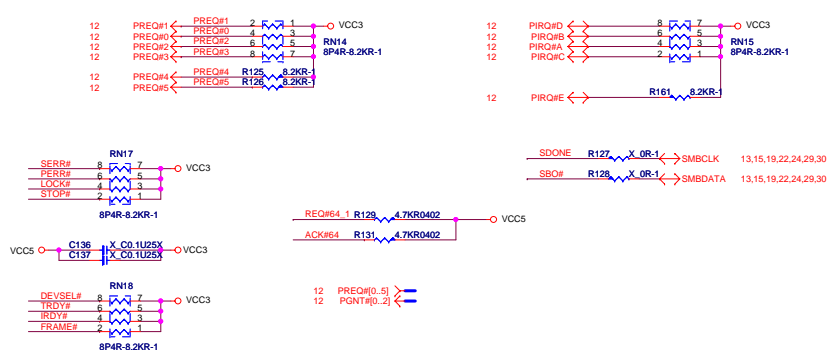 12 PREQ#1 PREQ#1 2 1 VCC3
12 PREQ#0 PREQ#0 4 3 RN14
12 PREQ#2 PREQ#2 6 5 8P4R-8.2KR-1
12 PREQ#3 PREQ#3 8 7
12 PREQ#4 PREQ#4 R125 8.2KR-1
12 PREQ#5 PREQ#5 R126 8.2KR-1
12 PIRQ#D 8 7 VCC3
12 PIRQ#B 6 5 RN15
12 PIRQ#A 4 3 8P4R-8.2KR-1
12 PIRQ#C 2 1
12 PIRQ#E R161 8.2KR-1
RN17
SERR# 8 7 VCC3
PERR# 6 5
LOCK# 4 3
STOP# 2 1
8P4R-8.2KR-1
SDONE R127 X_0R-1 SMBCLK 13,15,19,22,24,29,30
SBO# R128 X_0R-1 SMBDATA 13,15,19,22,24,29,30
REQ#64_1 R129 4.7KR0402 VCC5
ACK#64 R131 4.7KR0402
VCC5 C136 X_C0.1U25X VCC3
C137 X_C0.1U25X
RN18
DEVSEL# 8 7 VCC3
TRDY# 6 5
IRDY# 4 3
FRAME# 2 1
8P4R-8.2KR-1
12 PREQ#[0..5]
12 PGNT#[0..2]